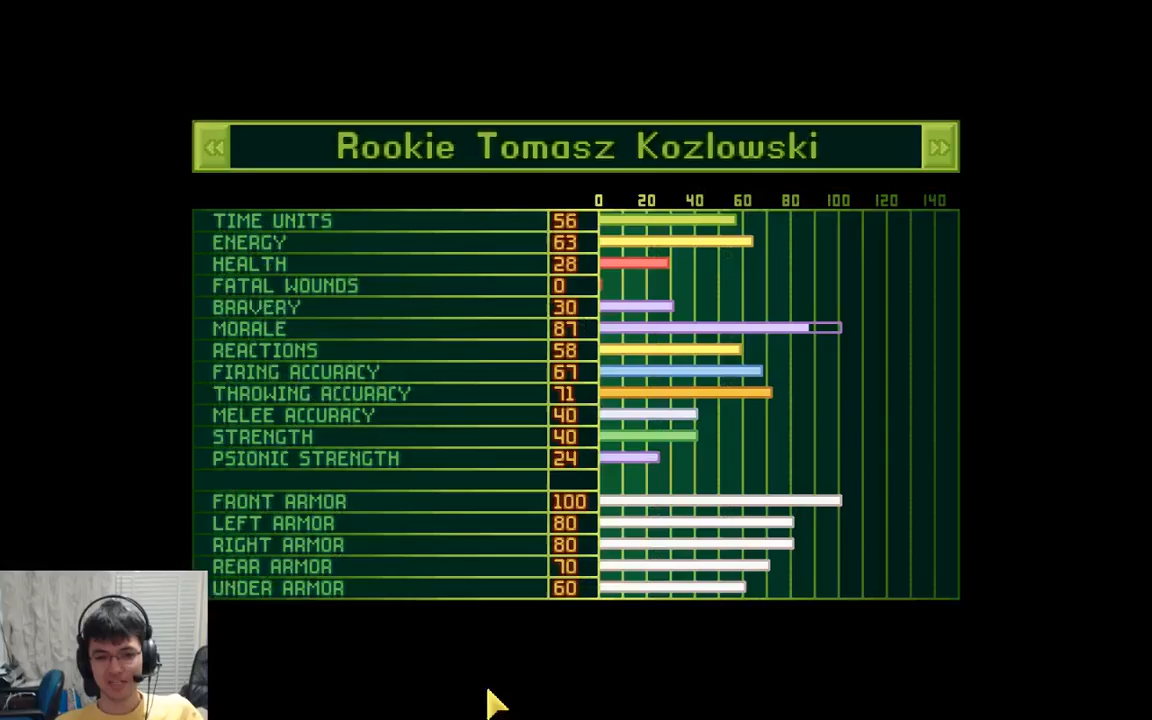 Rookie Tomasz Kozlowski
0 20 40 60 80 100 120 140
TIME UNITS 56
ENERGY 63
HEALTH 28
FATAL WOUNDS 0
BRAVERY 30
MORALE 87
REACTIONS 58
FIRING ACCURACY 67
THROWING ACCURACY 71
MELEE ACCURACY 40
STRENGTH 40
PSIONIC STRENGTH 24
FRONT ARMOR 100
LEFT ARMOR 80
RIGHT ARMOR 80
REAR ARMOR 70
UNDER ARMOR 60